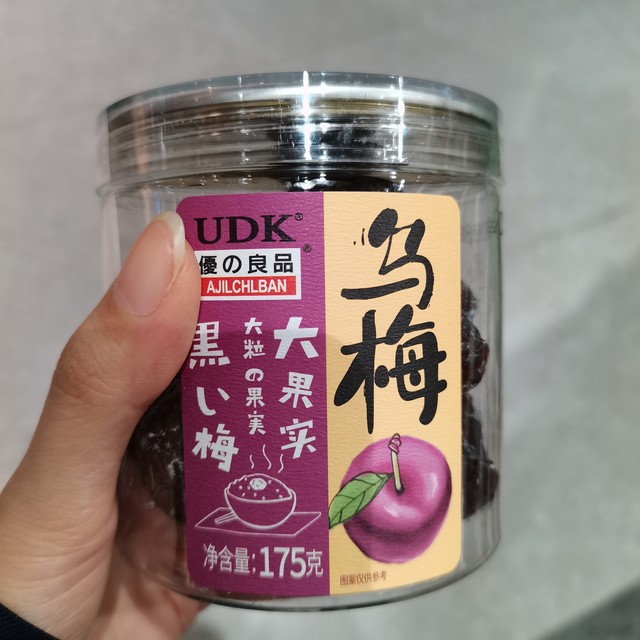 UDK®
®
優の良品
AJILCHLBAN
乌梅
大果实
大粒の果実
黒い梅
净含量:175克
图案仅供参考